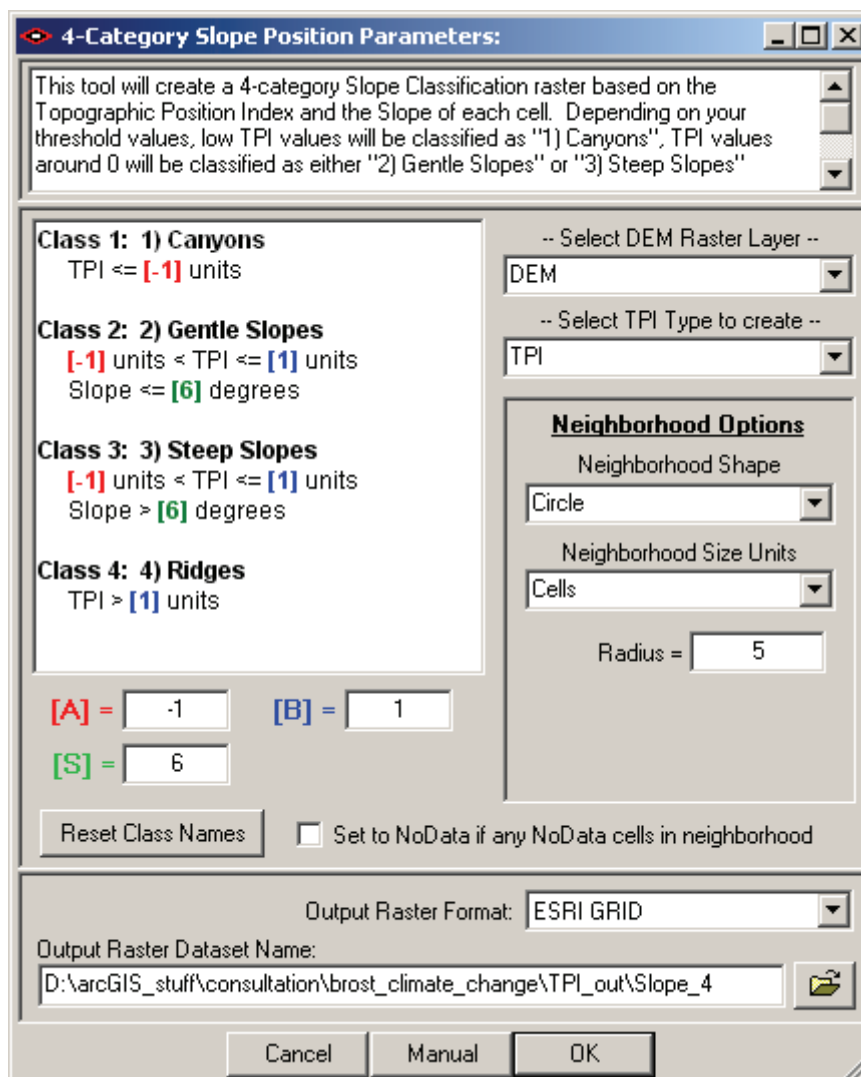 4-Category Slope Position Parameters:
This tool will create a 4-category Slope Classification raster based on the
Topographic Position Index and the Slope of each cell. Depending on your
threshold values, low TPI values will be classified as "1) Canyons", TPI values
around 0 will be classified as either "2) Gentle Slopes" or "3) Steep Slopes"
Class 1: 1) Canyons
TPI <= [-1] units
Class 2: 2) Gentle Slopes
[-1] units < TPI <= [1] units
Slope <= [6] degrees
Class 3: 3) Steep Slopes
[-1] units < TPI <= [1] units
Slope > [6] degrees
Class 4: 4) Ridges
TPI > [1] units
[A] = -1
[B] = 1
[S] = 6
-- Select DEM Raster Layer --
DEM
-- Select TPI Type to create --
TPI
Neighborhood Options
Neighborhood Shape
Circle
Neighborhood Size Units
Cells
Radius = 5
Reset Class Names
Set to NoData if any NoData cells in neighborhood
Output Raster Format: ESRI GRID
Output Raster Dataset Name:
D:\arcGIS_stuff\consultation\brost_climate_change\TPI_out\Slope_4
Cancel
Manual
OK